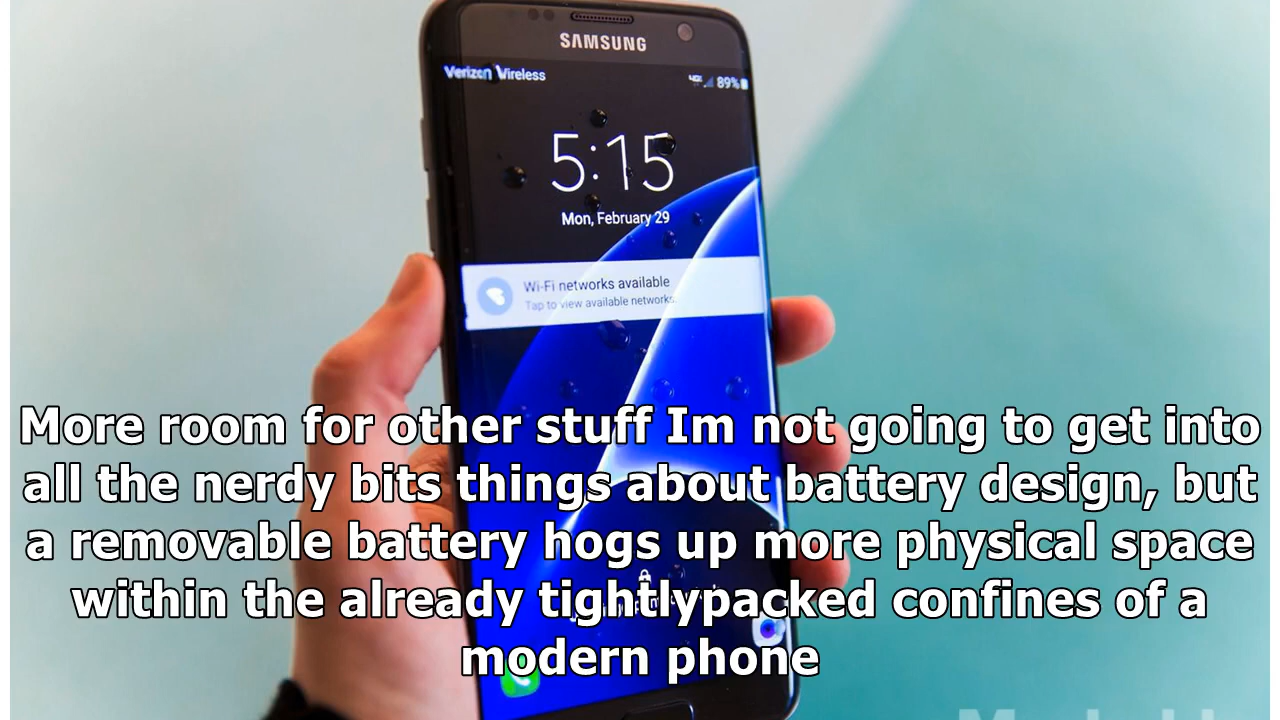 SAMSUNG
Verizon Wireless
89%
5:15
Mon, February 29
Wi-Fi networks available
Tap to view available networks.
More room for other stuff Im not going to get into
all the nerdy bits things about battery design, but
a removable battery hogs up more physical space
within the already tightlypacked confines of a
modern phone